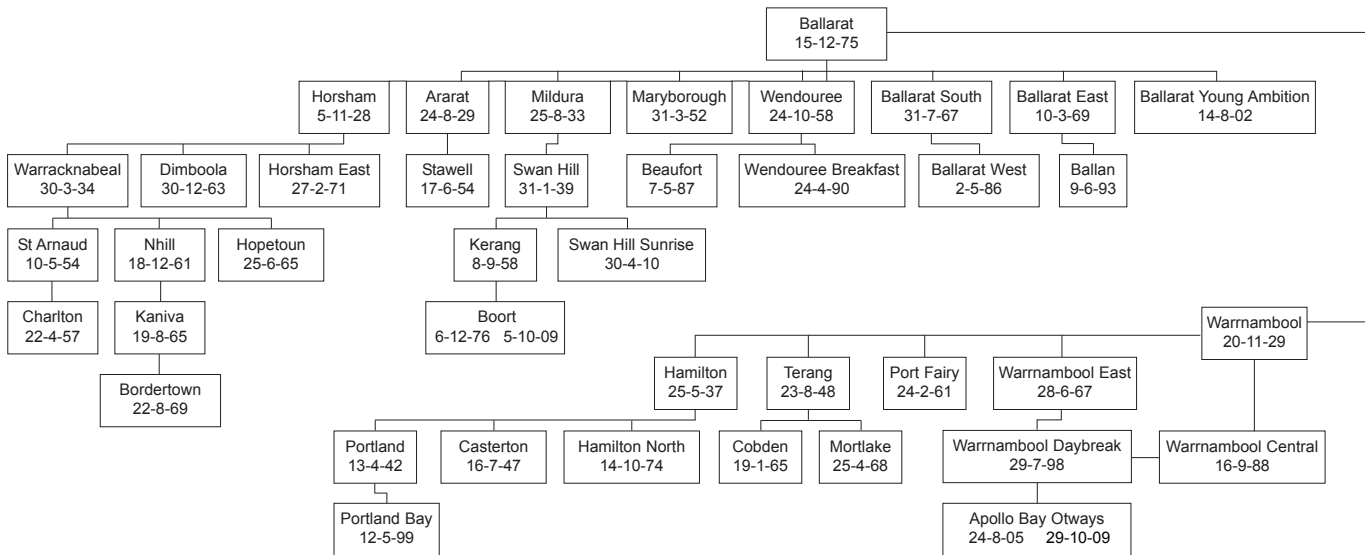 Ballarat
15-12-75
Horsham
5-11-28
Ararat
24-8-29
Mildura
25-8-33
Maryborough
31-3-52
Wendouree
24-10-58
Ballarat South
31-7-67
Ballarat East
10-3-69
Ballarat Young Ambition
14-8-02
Warracknabeal
30-3-34
Dimboola
30-12-63
Horsham East
27-2-71
Stawell
17-6-54
Swan Hill
31-1-39
Beaufort
7-5-87
Wendouree Breakfast
24-4-90
Ballarat West
2-5-86
Ballan
9-6-93
St Arnaud
10-5-54
Nhill
18-12-61
Hopetoun
25-6-65
Kerang
8-9-58
Swan Hill Sunrise
30-4-10
Charlton
22-4-57
Kaniva
19-8-65
Boort
6-12-76 5-10-09
Warrnambool
20-11-29
Bordertown
22-8-69
Hamilton
25-5-37
Terang
23-8-48
Port Fairy
24-2-61
Warrnambool East
28-6-67
Portland
13-4-42
Casterton
16-7-47
Hamilton North
14-10-74
Cobden
19-1-65
Mortlake
25-4-68
Warrnambool Daybreak
29-7-98
Warrnambool Central
16-9-88
Portland Bay
12-5-99
Apollo Bay Otways
24-8-05 29-10-09